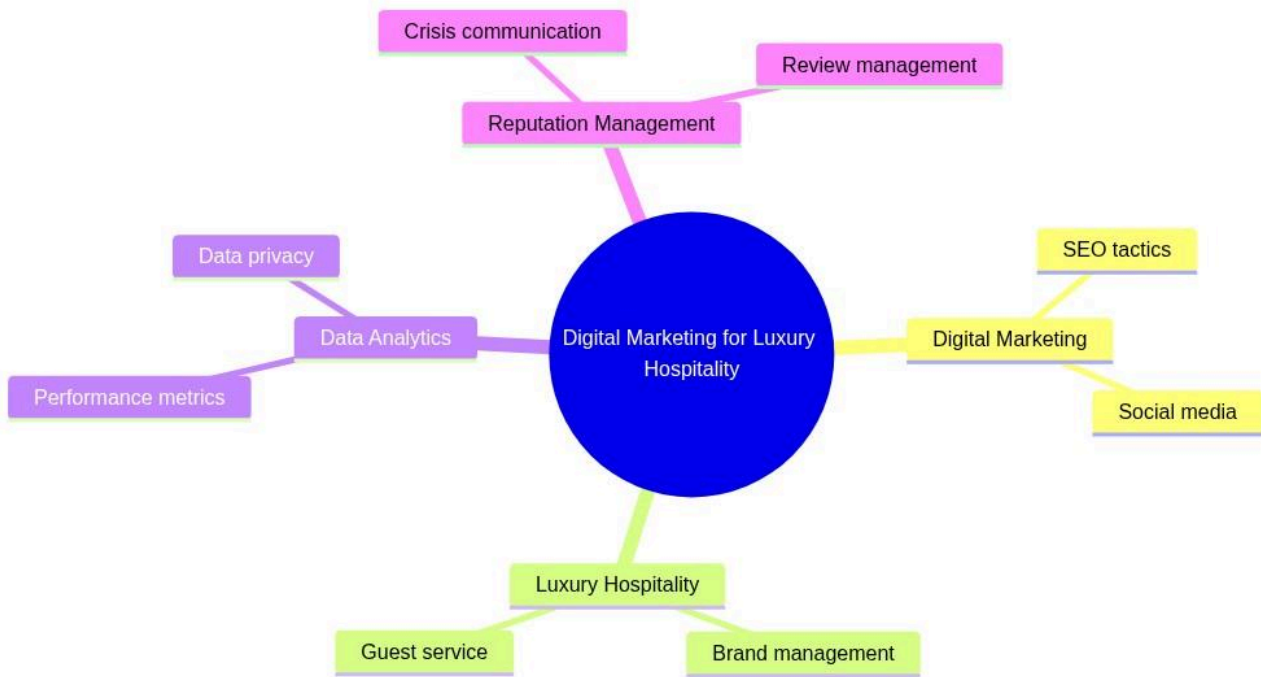 Crisis communication
Review management
Reputation Management
Data privacy
SEO tactics
Data Analytics
Digital Marketing for Luxury
Hospitality
Digital Marketing
Performance metrics
Social media
Luxury Hospitality
Guest service
Brand management